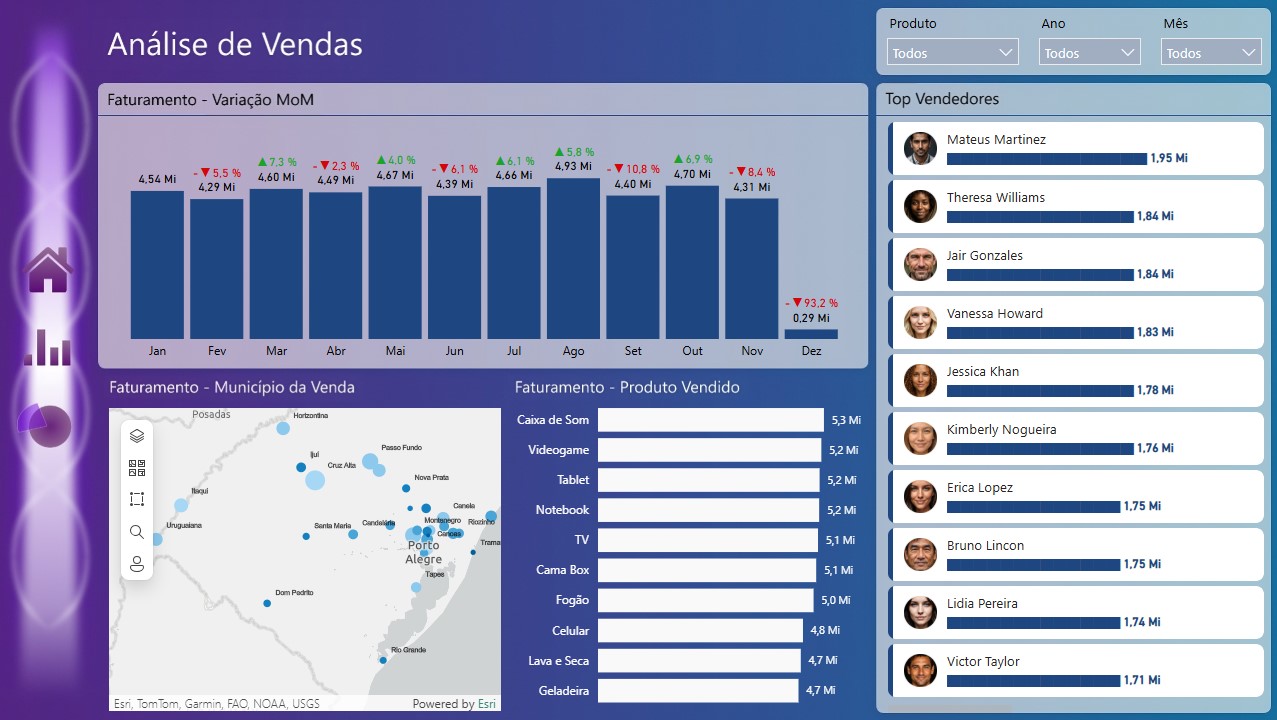 Análise de Vendas
Produto
Ano
Mês
Todos
Todos
Todos
Faturamento - Variação MoM
4,54 Mi
- ▼ 5,5 %
4,29 Mi
▲ 7,3 %
4,60 Mi
- ▼ 2,3 %
4,49 Mi
▲ 4,0 %
4,67 Mi
- ▼ 6,1 %
4,39 Mi
▲ 6,1 %
4,66 Mi
▲ 5,8 %
4,93 Mi
- ▼ 10,8 %
4,40 Mi
▲ 6,9 %
4,70 Mi
- ▼ 8,4 %
4,31 Mi
- ▼ 93,2 %
0,29 Mi
Jan Fev Mar Abr Mai Jun Jul Ago Set Out Nov Dez
Top Vendedores
Mateus Martinez
1,95 Mi
Theresa Williams
1,84 Mi
Jair Gonzales
1,84 Mi
Vanessa Howard
1,83 Mi
Jessica Khan
1,78 Mi
Kimberly Nogueira
1,76 Mi
Erica Lopez
1,75 Mi
Bruno Lincon
1,75 Mi
Lidia Pereira
1,74 Mi
Victor Taylor
1,71 Mi
Faturamento - Município da Venda
Posadas
Horizontina
Passo Fundo
Ijuí
Cruz Alta
Nova Prata
Itaqui
Canela
Uruguaiana
Santa Maria
Candelária
Montenegro
Riozinho
Canoas
Trama
Porto
Alegre
Tapes
Dom Pedrito
Rio Grande
Esri, TomTom, Garmin, FAO, NOAA, USGS
Powered by Esri
Faturamento - Produto Vendido
Caixa de Som 5,3 Mi
Videogame 5,2 Mi
Tablet 5,2 Mi
Notebook 5,2 Mi
TV 5,1 Mi
Cama Box 5,1 Mi
Fogão 5,0 Mi
Celular 4,8 Mi
Lava e Seca 4,7 Mi
Geladeira 4,7 Mi